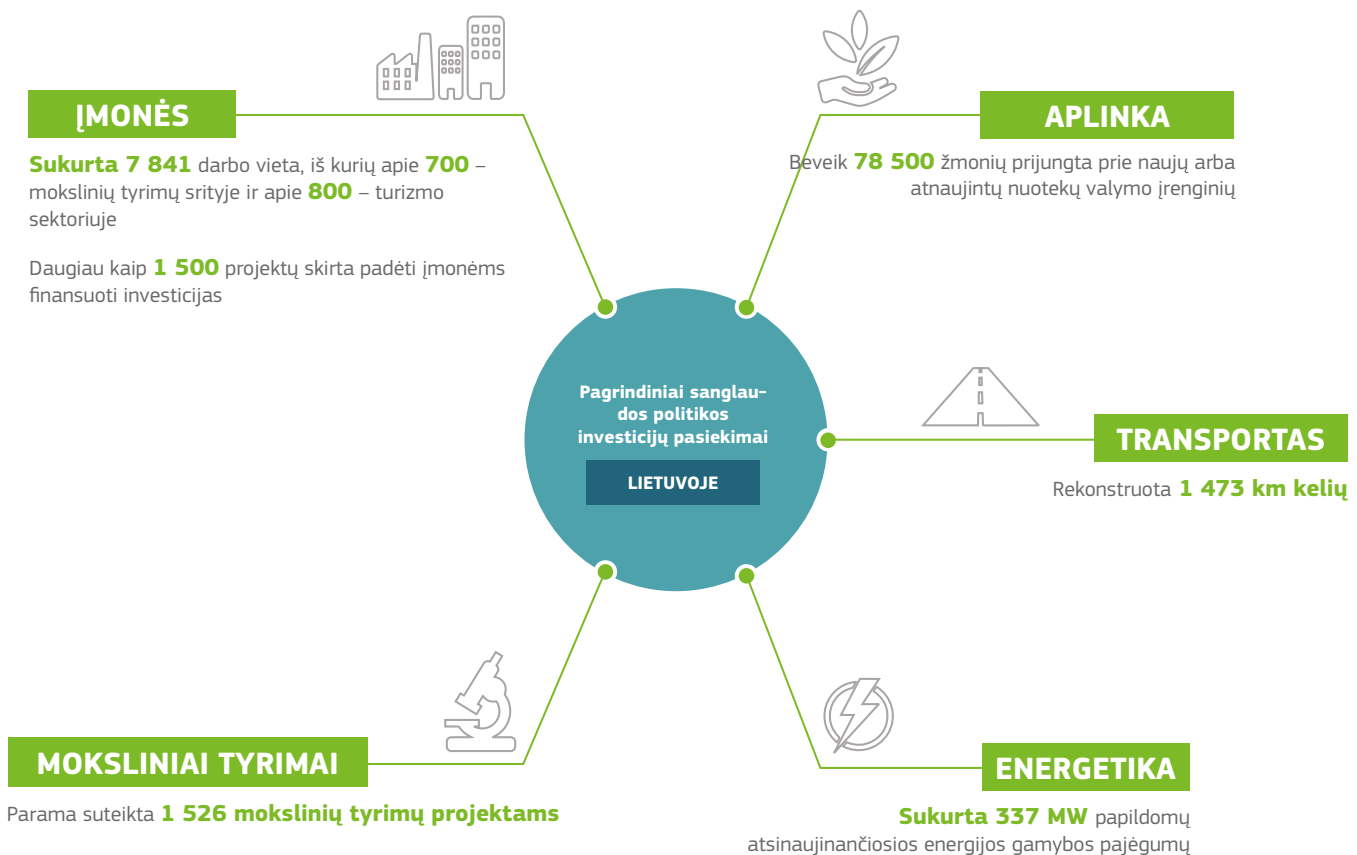 ĮMONĖS
Sukurta 7 841 darbo vieta, iš kurių apie 700 –
mokslinių tyrimų srityje ir apie 800 – turizmo
sektoriuje
Daugiau kaip 1 500 projektų skirta padėti įmonėms
finansuoti investicijas
APLINKA
Beveik 78 500 žmonių prijungta prie naujų arba
atnaujintų nuotekų valymo įrenginių
Pagrindiniai sanglau-
dos politikos
investicijų pasiekimai
LIETUVOJE
TRANSPORTAS
Rekonstruota 1 473 km kelių
MOKSLINIAI TYRIMAI
Parama suteikta 1 526 mokslinių tyrimų projektams
ENERGETIKA
Sukurta 337 MW papildomų
atsinaujinančiosios energijos gamybos pajėgumų